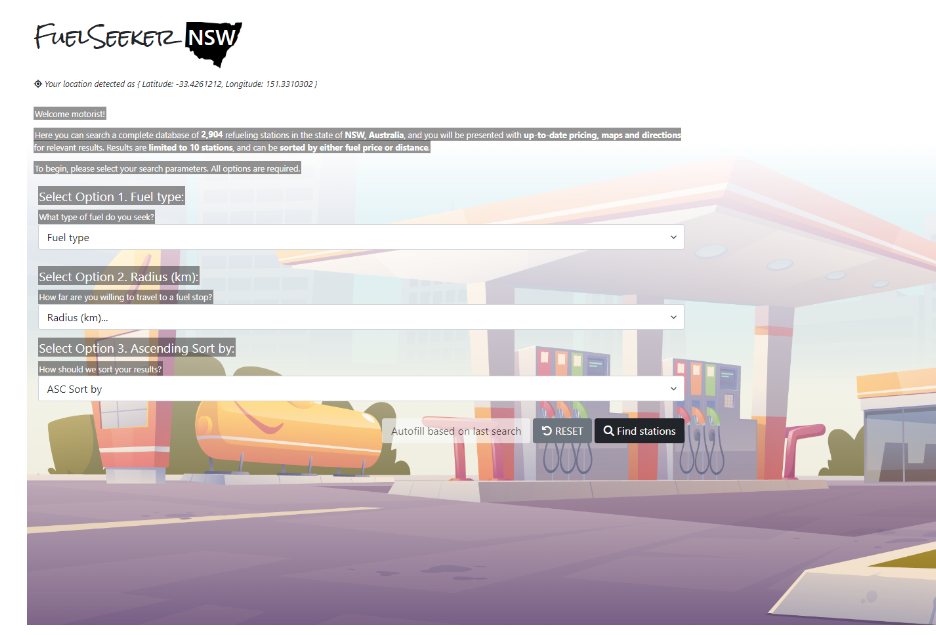 FuelSeeker NSW
Your location detected as { Latitude: -33.4261212, Longitude: 151.3310302 }
Welcome motorist!
Here you can search a complete database of 2,904 refueling stations in the state of NSW, Australia, and you will be presented with up-to-date pricing, maps and directions
for relevant results. Results are limited to 10 stations, and can be sorted by either fuel price or distance.
To begin, please select your search parameters. All options are required.
Select Option 1. Fuel type:
What type of fuel do you seek?
Fuel type
Select Option 2. Radius (km):
How far are you willing to travel to a fuel stop?
Radius (km)...
Select Option 3. Ascending Sort by:
How should we sort your results?
ASC Sort by
Autofill based on last search RESET Find stations